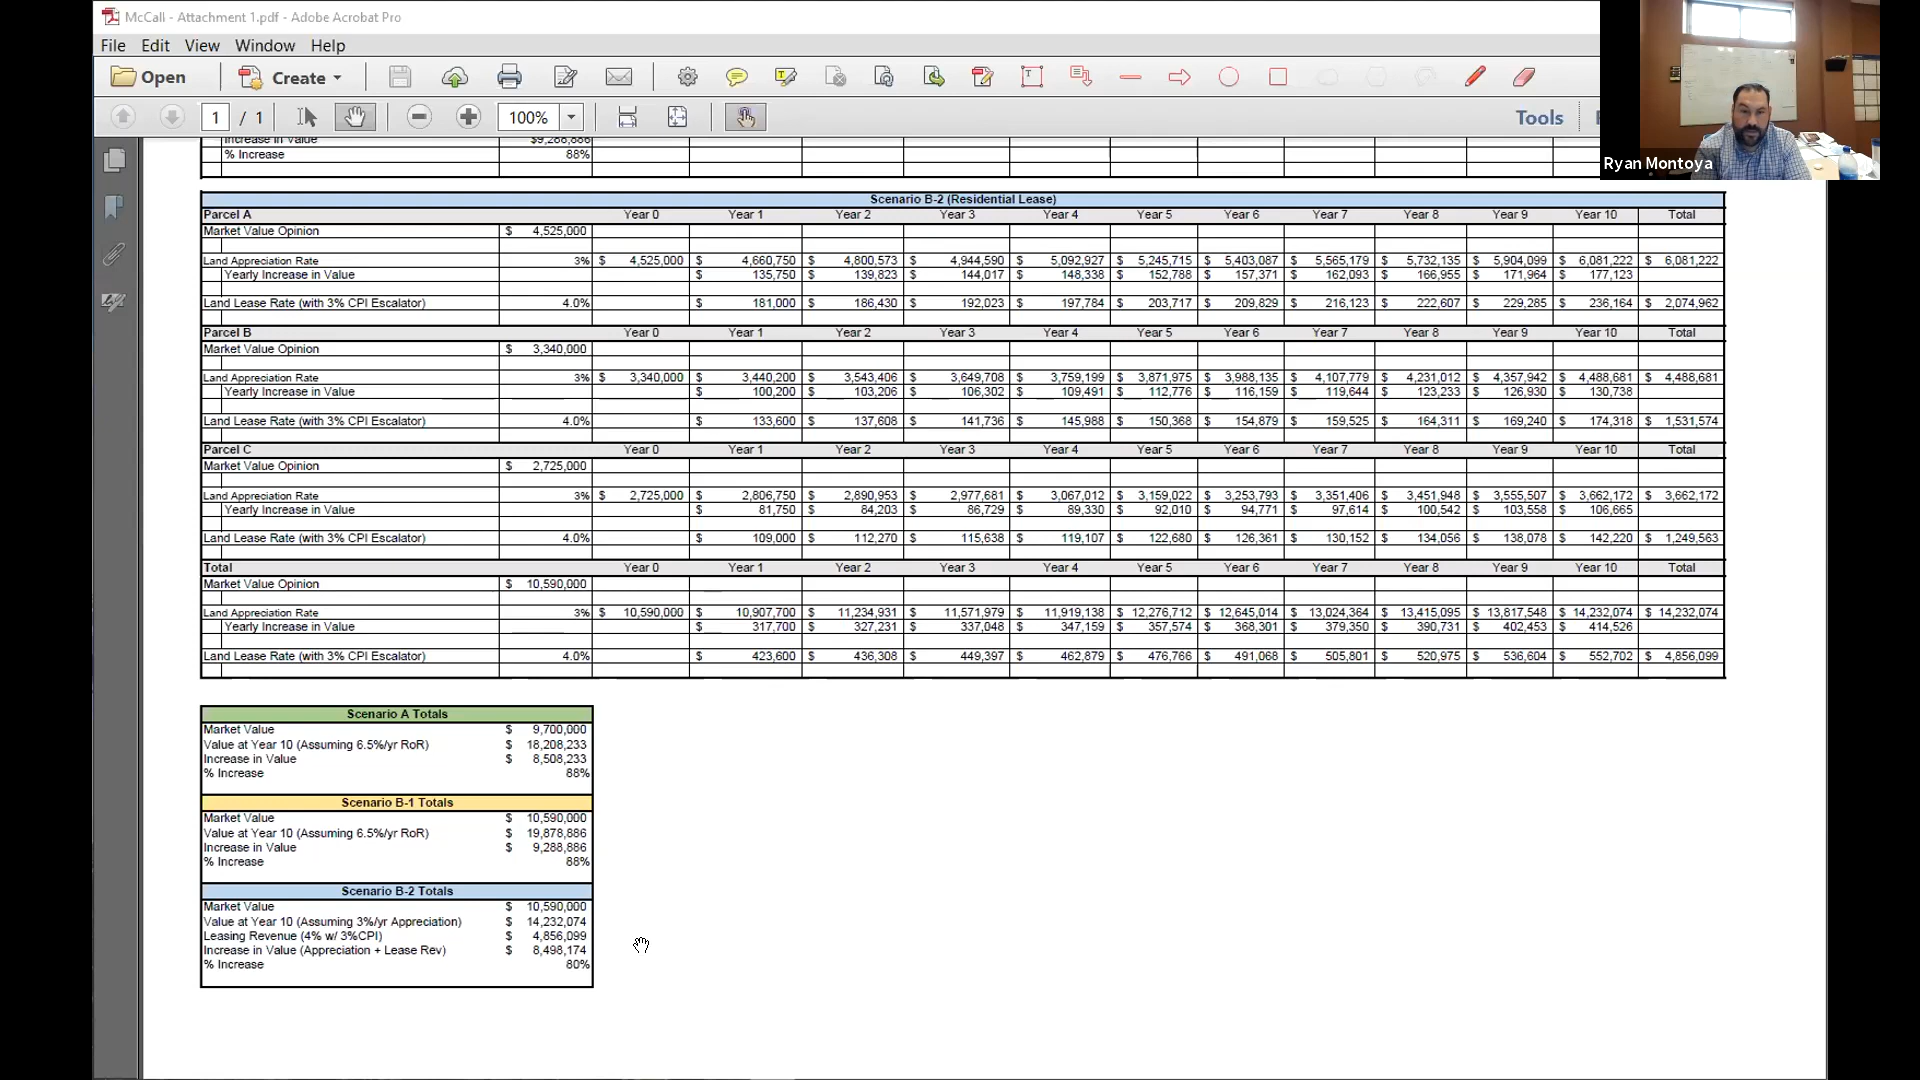 McCall - Attachment 1.pdf - Adobe Acrobat Pro
File Edit View Window Help
Open Create
1 / 1 100% Tools
Ryan Montoya
Increase in Value $9,288,886
% Increase 88%
Scenario B-2 (Residential Lease)
Parcel A Year 0 Year 1 Year 2 Year 3 Year 4 Year 5 Year 6 Year 7 Year 8 Year 9 Year 10 Total
Market Value Opinion $ 4,525,000
Land Appreciation Rate 3% $ 4,525,000 $ 4,660,750 $ 4,800,573 $ 4,944,590 $ 5,092,927 $ 5,245,715 $ 5,403,087 $ 5,565,179 $ 5,732,135 $ 5,904,099 $ 6,081,222 $ 6,081,222
Yearly Increase in Value $ 135,750 $ 139,823 $ 144,017 $ 148,338 $ 152,788 $ 157,371 $ 162,093 $ 166,955 $ 171,964 $ 177,123
Land Lease Rate (with 3% CPI Escalator) 4.0% $ 181,000 $ 186,430 $ 192,023 $ 197,784 $ 203,717 $ 209,829 $ 216,123 $ 222,607 $ 229,285 $ 236,164 $ 2,074,962
Parcel B Year 0 Year 1 Year 2 Year 3 Year 4 Year 5 Year 6 Year 7 Year 8 Year 9 Year 10 Total
Market Value Opinion $ 3,340,000
Land Appreciation Rate 3% $ 3,340,000 $ 3,440,200 $ 3,543,406 $ 3,649,708 $ 3,759,199 $ 3,871,975 $ 3,988,135 $ 4,107,779 $ 4,231,012 $ 4,357,942 $ 4,488,681 $ 4,488,681
Yearly Increase in Value $ 100,200 $ 103,206 $ 106,302 $ 109,491 $ 112,776 $ 116,159 $ 119,644 $ 123,233 $ 126,930 $ 130,738
Land Lease Rate (with 3% CPI Escalator) 4.0% $ 133,600 $ 137,608 $ 141,736 $ 145,988 $ 150,368 $ 154,879 $ 159,525 $ 164,311 $ 169,240 $ 174,318 $ 1,531,574
Parcel C Year 0 Year 1 Year 2 Year 3 Year 4 Year 5 Year 6 Year 7 Year 8 Year 9 Year 10 Total
Market Value Opinion $ 2,725,000
Land Appreciation Rate 3% $ 2,725,000 $ 2,806,750 $ 2,890,953 $ 2,977,681 $ 3,067,012 $ 3,159,022 $ 3,253,793 $ 3,351,406 $ 3,451,948 $ 3,555,507 $ 3,662,172 $ 3,662,172
Yearly Increase in Value $ 81,750 $ 84,203 $ 86,729 $ 89,330 $ 92,010 $ 94,771 $ 97,614 $ 100,542 $ 103,558 $ 106,665
Land Lease Rate (with 3% CPI Escalator) 4.0% $ 109,000 $ 112,270 $ 115,638 $ 119,107 $ 122,680 $ 126,361 $ 130,152 $ 134,056 $ 138,078 $ 142,220 $ 1,249,563
Total Year 0 Year 1 Year 2 Year 3 Year 4 Year 5 Year 6 Year 7 Year 8 Year 9 Year 10 Total
Market Value Opinion $ 10,590,000
Land Appreciation Rate 3% $ 10,590,000 $ 10,907,700 $ 11,234,931 $ 11,571,979 $ 11,919,138 $ 12,276,712 $ 12,645,014 $ 13,024,364 $ 13,415,095 $ 13,817,548 $ 14,232,074 $ 14,232,074
Yearly Increase in Value $ 317,700 $ 327,231 $ 337,048 $ 347,159 $ 357,574 $ 368,301 $ 379,350 $ 390,731 $ 402,453 $ 414,526
Land Lease Rate (with 3% CPI Escalator) 4.0% $ 423,600 $ 436,308 $ 449,397 $ 462,879 $ 476,766 $ 491,068 $ 505,801 $ 520,975 $ 536,604 $ 552,702 $ 4,856,099
Scenario A Totals
Market Value $ 9,700,000
Value at Year 10 (Assuming 6.5%/yr RoR) $ 18,208,233
Increase in Value $ 8,508,233
% Increase 88%
Scenario B-1 Totals
Market Value $ 10,590,000
Value at Year 10 (Assuming 6.5%/yr RoR) $ 19,878,886
Increase in Value $ 9,288,886
% Increase 88%
Scenario B-2 Totals
Market Value $ 10,590,000
Value at Year 10 (Assuming 3%/yr Appreciation) $ 14,232,074
Leasing Revenue (4% w/ 3%CPI) $ 4,856,099
Increase in Value (Appreciation + Lease Rev) $ 8,498,174
% Increase 80%